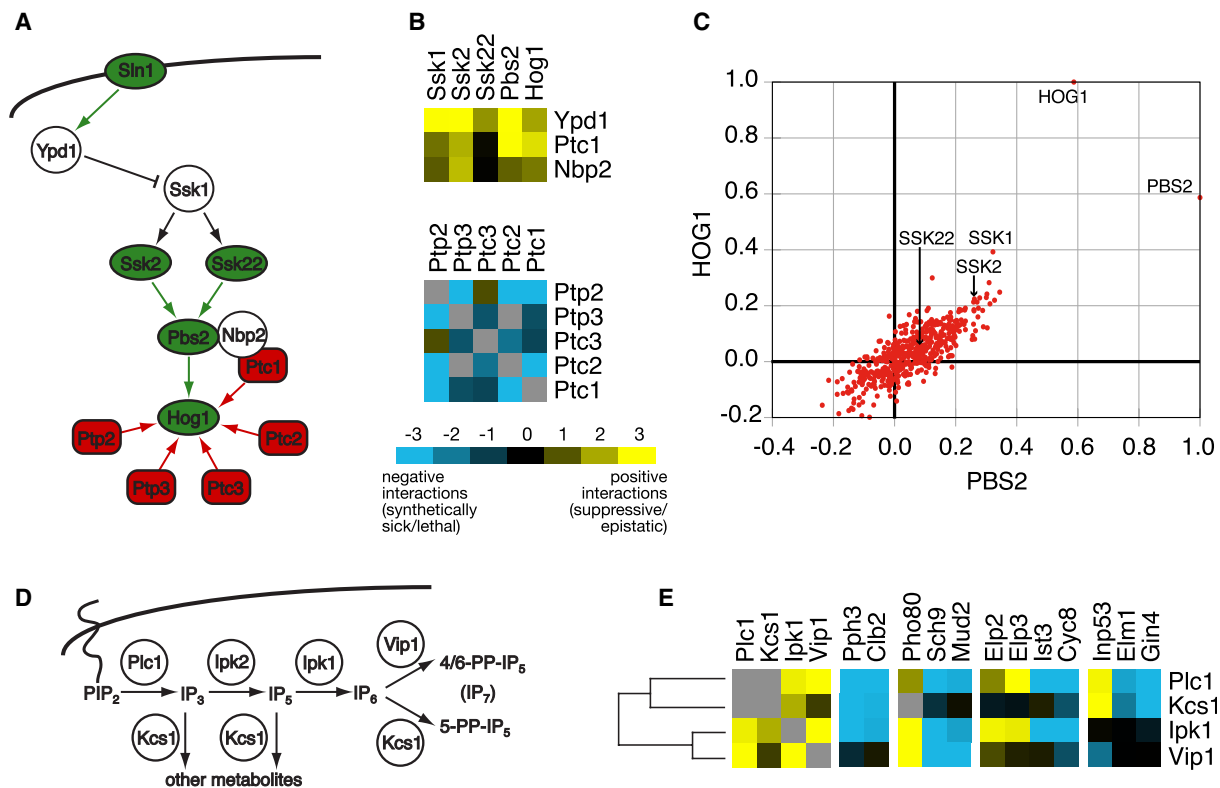 A
Sln1
Ypd1
Ssk1
Ssk2
Ssk22
Pbs2
Nbp2
Ptc1
Hog1
Ptp2
Ptc2
Ptp3
Ptc3
B
Ssk1
Ssk2
Ssk22
Pbs2
Hog1
Ypd1
Ptc1
Nbp2
Ptp2
Ptp3
Ptc3
Ptc2
Ptc1
Ptp2
Ptp3
Ptc3
Ptc2
Ptc1
-3 -2 -1 0 1 2 3
negative
interactions
(synthetically
sick/lethal)
positive
interactions
(suppressive/
epistatic)
C
HOG1
1.0
0.8
0.6
0.4
0.2
0.0
-0.2
HOG1
PBS2
SSK22
SSK1
SSK2
-0.4 -0.2 0.0 0.2 0.4 0.6 0.8 1.0
PBS2
D
Plc1
Ipk2
Ipk1
Vip1
PIP2
IP3
IP5
IP6
4/6-PP-IP5
(IP7)
5-PP-IP5
Kcs1
Kcs1
Kcs1
other metabolites
E
Plc1
Kcs1
Ipk1
Vip1
Pph3
Clb2
Pho80
Sch9
Mud2
Elp2
Elp3
Ist3
Cyc8
Inp53
Elm1
Gin4
Plc1
Kcs1
Ipk1
Vip1